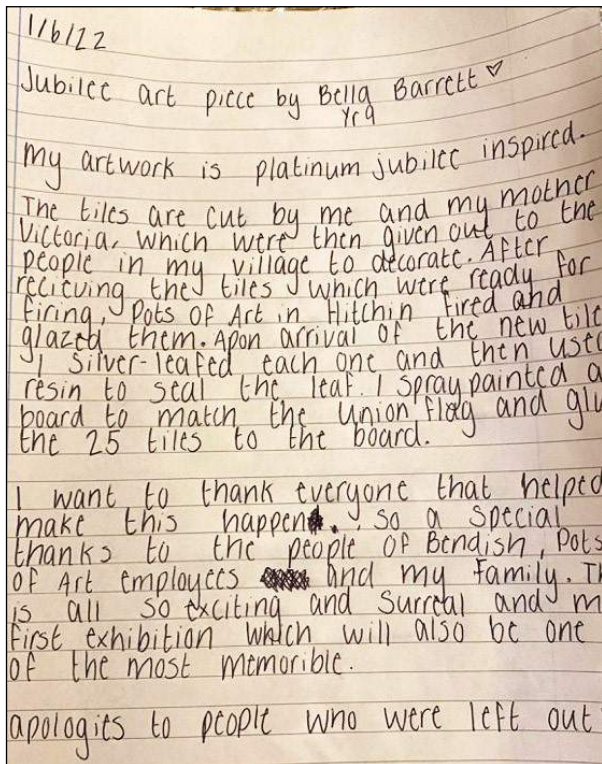 1/6/22
Jubilee art piece by Bella Barrett ♡
Yr 9
my artwork is platinum jubilee inspired.
The tiles are cut by me and my mother
Victoria, which were then given out to the
people in my village to decorate. After
recieving the tiles which were ready for
firing, Pots of Art in Hitchin fired and
glazed them. Apon arrival of the new tile
I silver-leafed each one and then used
resin to seal the leaf. I spray painted a
board to match the union flag and glu
the 25 tiles to the board.
I want to thank everyone that helped
make this happen. So a special
thanks to the people of Bendish, Pots
of Art employees and my family. Th
is all so exciting and surreal and m
first exhibition which will also be one
of the most memorible.
apologies to people who were left out